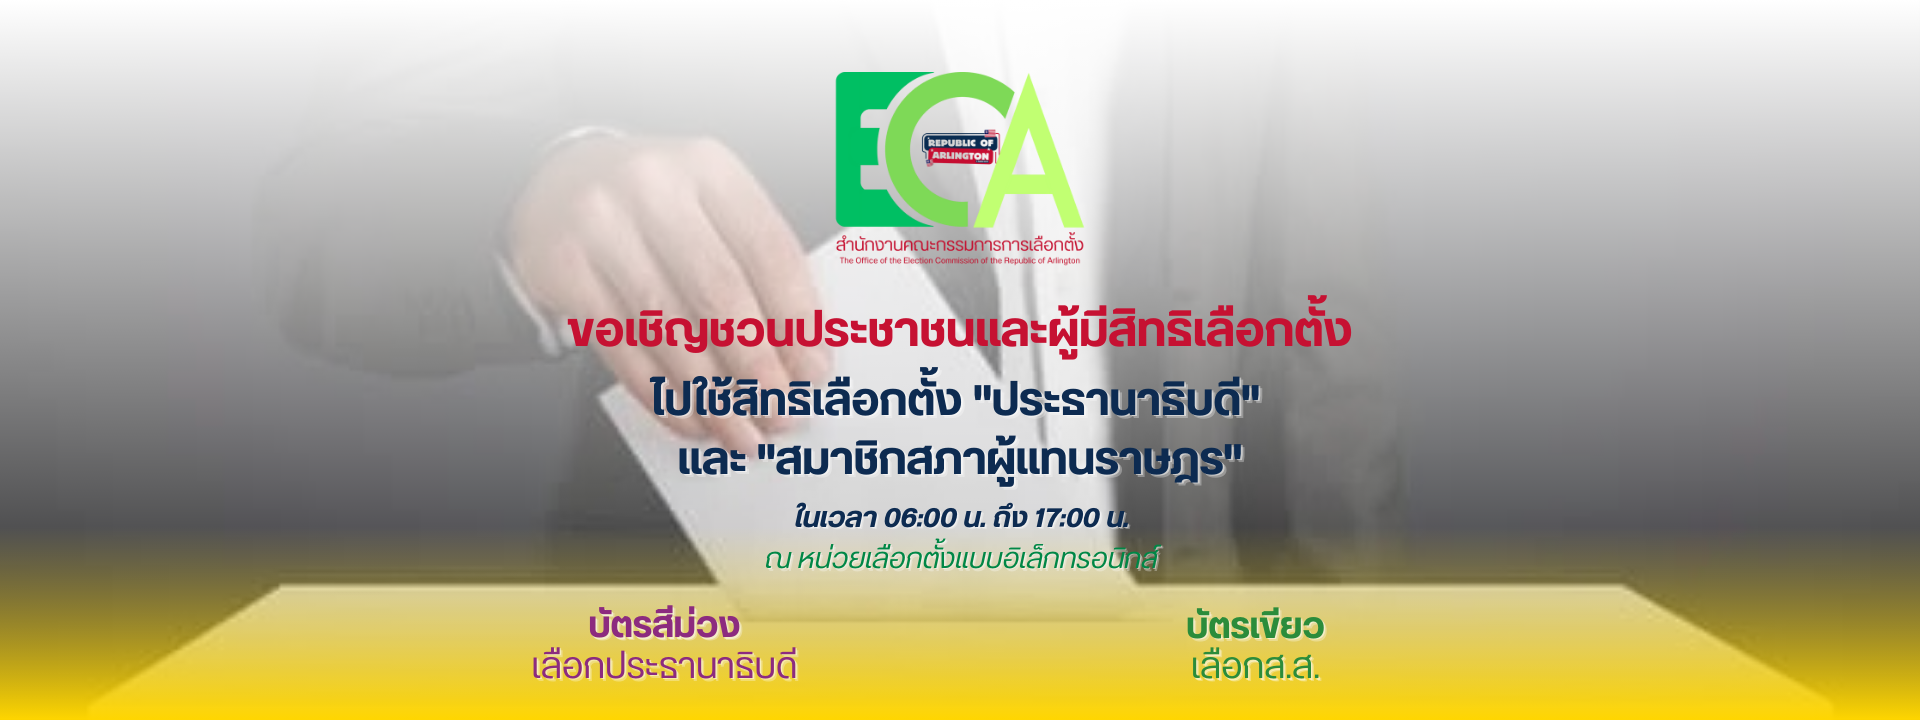 ECA
REPUBLIC OF
ARLINGTON
สำนักงานคณะกรรมการการเลือกตั้ง
The Office of the Election Commission of the Republic of Arlington
ขอเชิญชวนประชาชนและผู้มีสิทธิเลือกตั้ง
ไปใช้สิทธิเลือกตั้ง "ประธานาธิบดี"
และ "สมาชิกสภาผู้แทนราษฎร"
ในเวลา 06:00 น. ถึง 17:00 น.
ณ หน่วยเลือกตั้งแบบอิเล็กทรอนิกส์
บัตรสีม่วง
เลือกประธานาธิบดี
บัตรเขียว
เลือกส.ส.